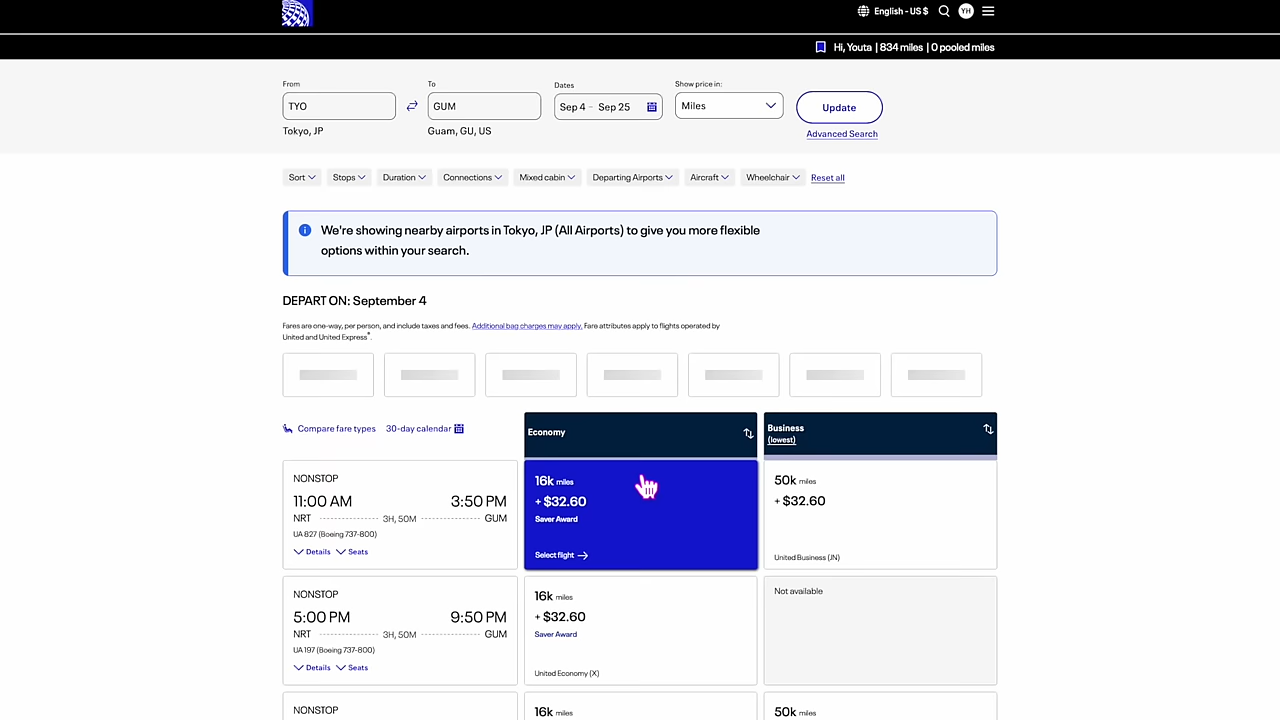 English - US $
YH
Hi, Youta | 834 miles | 0 pooled miles
From
To
Dates
Show price in:
TYO
GUM
Sep 4 - Sep 25
Miles
Update
Tokyo, JP
Guam, GU, US
Advanced Search
Sort
Stops
Duration
Connections
Mixed cabin
Departing Airports
Aircraft
Wheelchair
Reset all
We're showing nearby airports in Tokyo, JP (All Airports) to give you more flexible
options within your search.
DEPART ON: September 4
Fares are one-way, per person, and include taxes and fees. Additional bag charges may apply. Fare attributes apply to flights operated by
United and United Express®.
Compare fare types
30-day calendar
Economy
Business
(lowest)
NONSTOP
11:00 AM
3:50 PM
NRT
3H, 50M
GUM
UA 827 (Boeing 737-800)
Details
Seats
16k miles
+ $32.60
Saver Award
Select flight
50k miles
+ $32.60
United Business (JN)
NONSTOP
5:00 PM
9:50 PM
NRT
3H, 50M
GUM
UA 197 (Boeing 737-800)
Details
Seats
16k miles
+ $32.60
Saver Award
United Economy (X)
Not available
NONSTOP
16k miles
50k miles